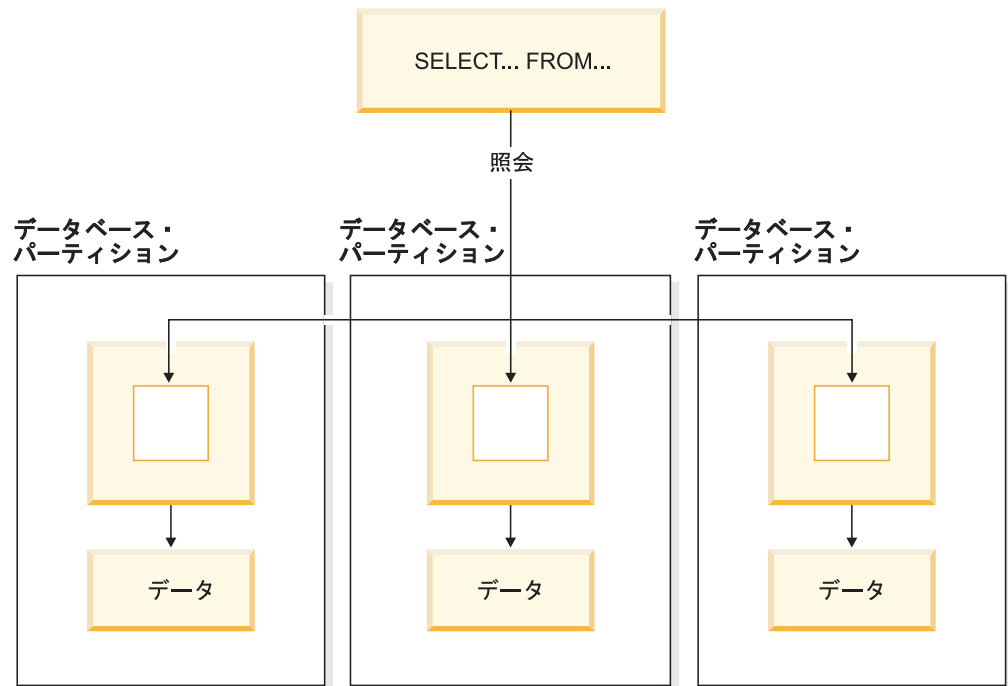 SELECT... FROM...
照会
データベース・
パーティション
データベース・
パーティション
データベース・
パーティション
データ
データ
データ